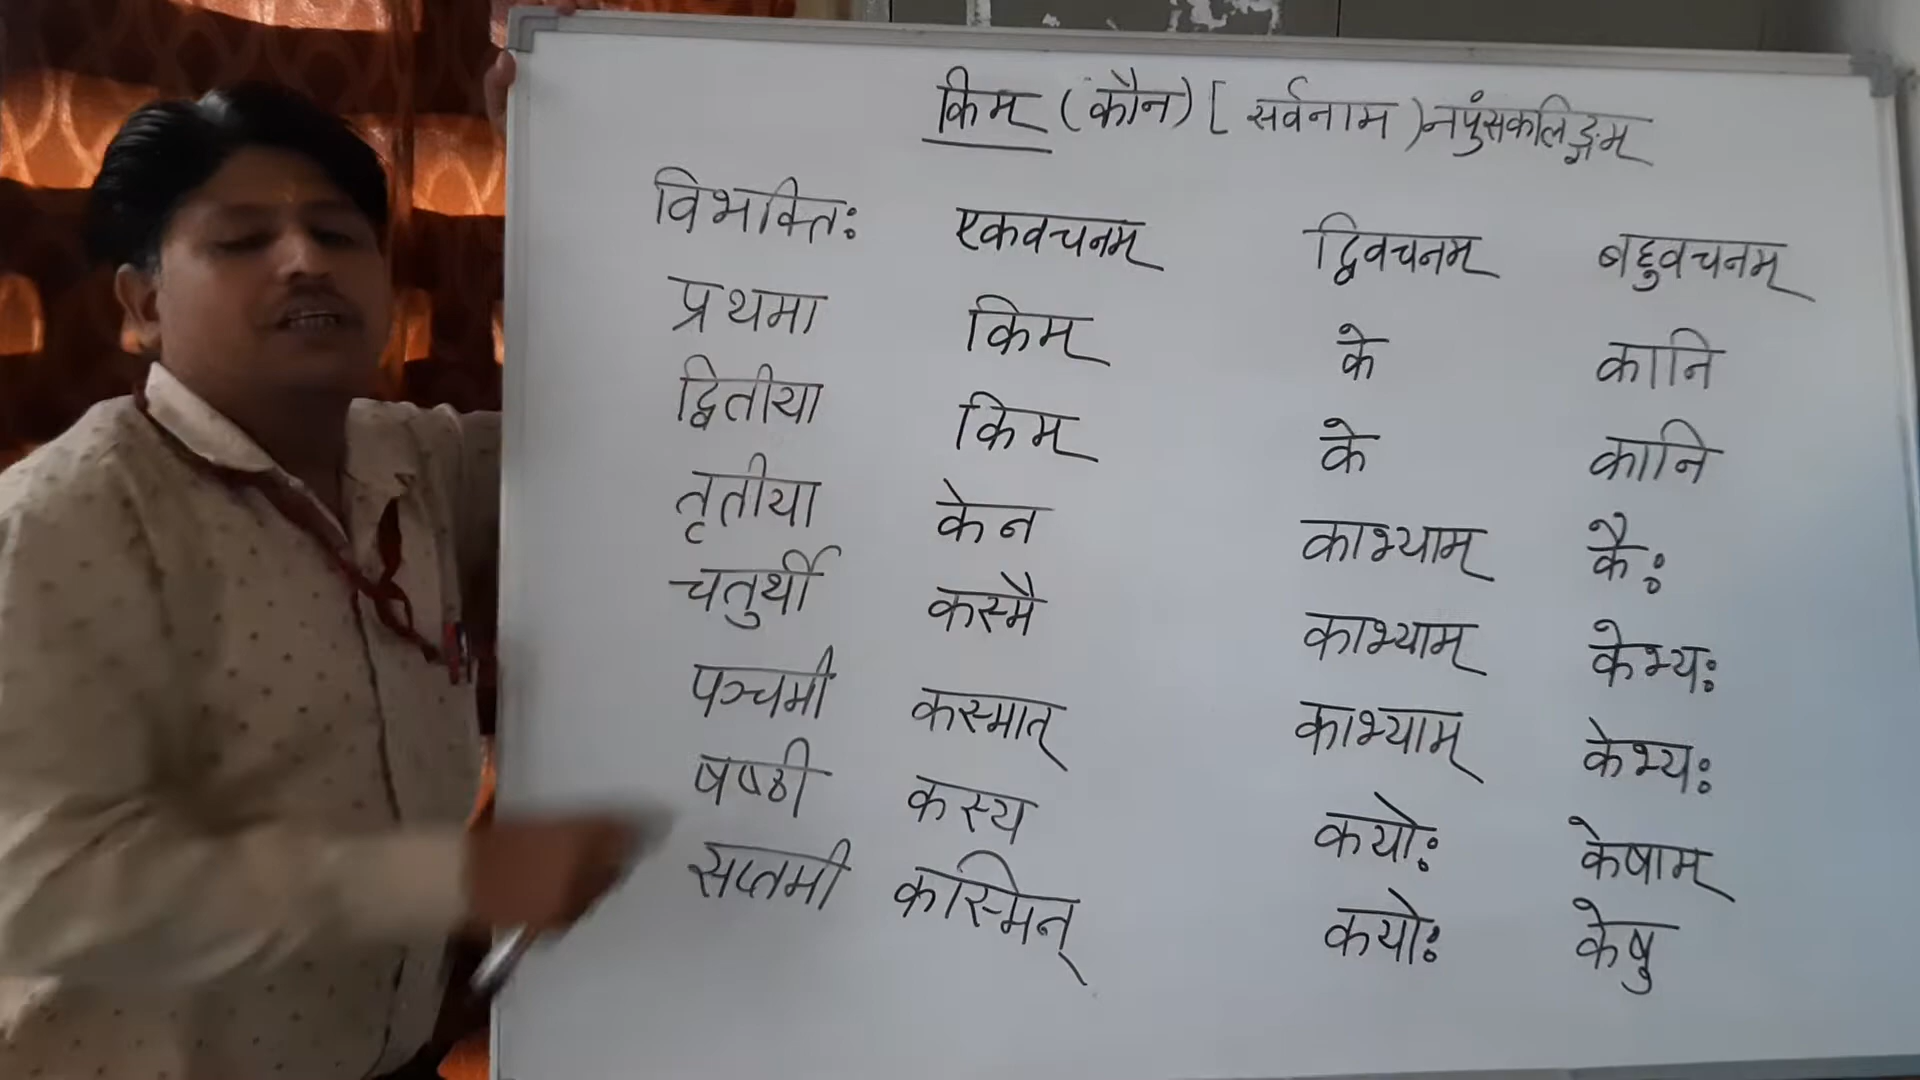 किम् (कौन) [सर्वनाम) नपुंसकलिङ्गम्
विभक्तिः एकवचनम् द्विवचनम् बहुवचनम्
प्रथमा किम् के कानि
द्वितीया किम् के कानि
तृतीया केन काभ्याम् कैः
चतुर्थी कस्मै काभ्याम् केभ्यः
पञ्चमी कस्मात् काभ्याम् केभ्यः
षष्ठी कस्य कयोः केषाम्
सप्तमी कस्मिन् कयोः केषु